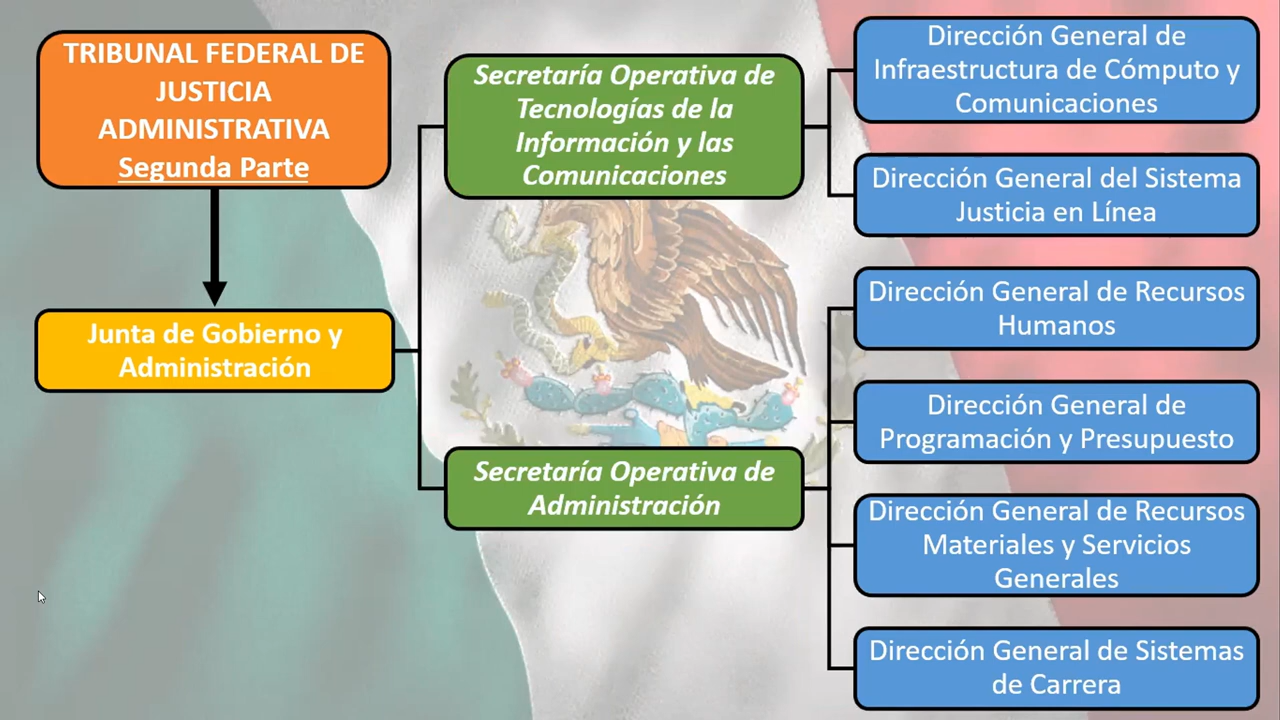 TRIBUNAL FEDERAL DE
JUSTICIA
ADMINISTRATIVA
Segunda Parte
Junta de Gobierno y
Administración
Secretaría Operativa de
Tecnologías de la
Información y las
Comunicaciones
Secretaría Operativa de
Administración
Dirección General de
Infraestructura de Cómputo y
Comunicaciones
Dirección General del Sistema
Justicia en Línea
Dirección General de Recursos
Humanos
Dirección General de
Programación y Presupuesto
Dirección General de Recursos
Materiales y Servicios
Generales
Dirección General de Sistemas
de Carrera